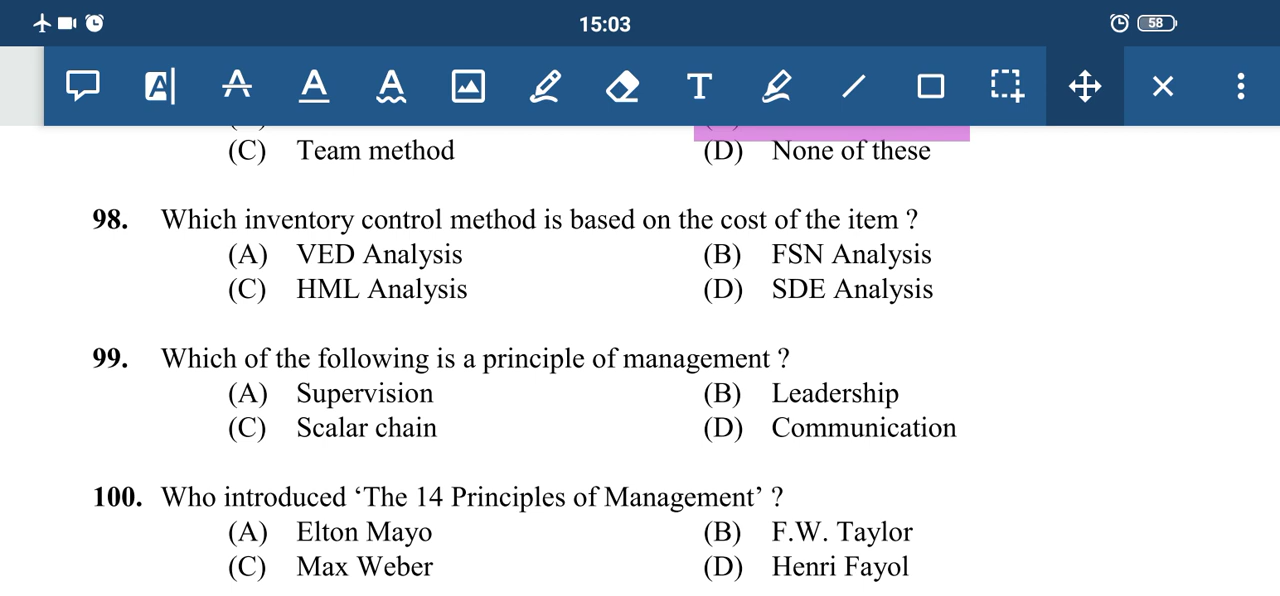 15:03
58
A A A A T
(C) Team method (D) None of these
98. Which inventory control method is based on the cost of the item ?
(A) VED Analysis (B) FSN Analysis
(C) HML Analysis (D) SDE Analysis
99. Which of the following is a principle of management ?
(A) Supervision (B) Leadership
(C) Scalar chain (D) Communication
100. Who introduced ‘The 14 Principles of Management’ ?
(A) Elton Mayo (B) F.W. Taylor
(C) Max Weber (D) Henri Fayol